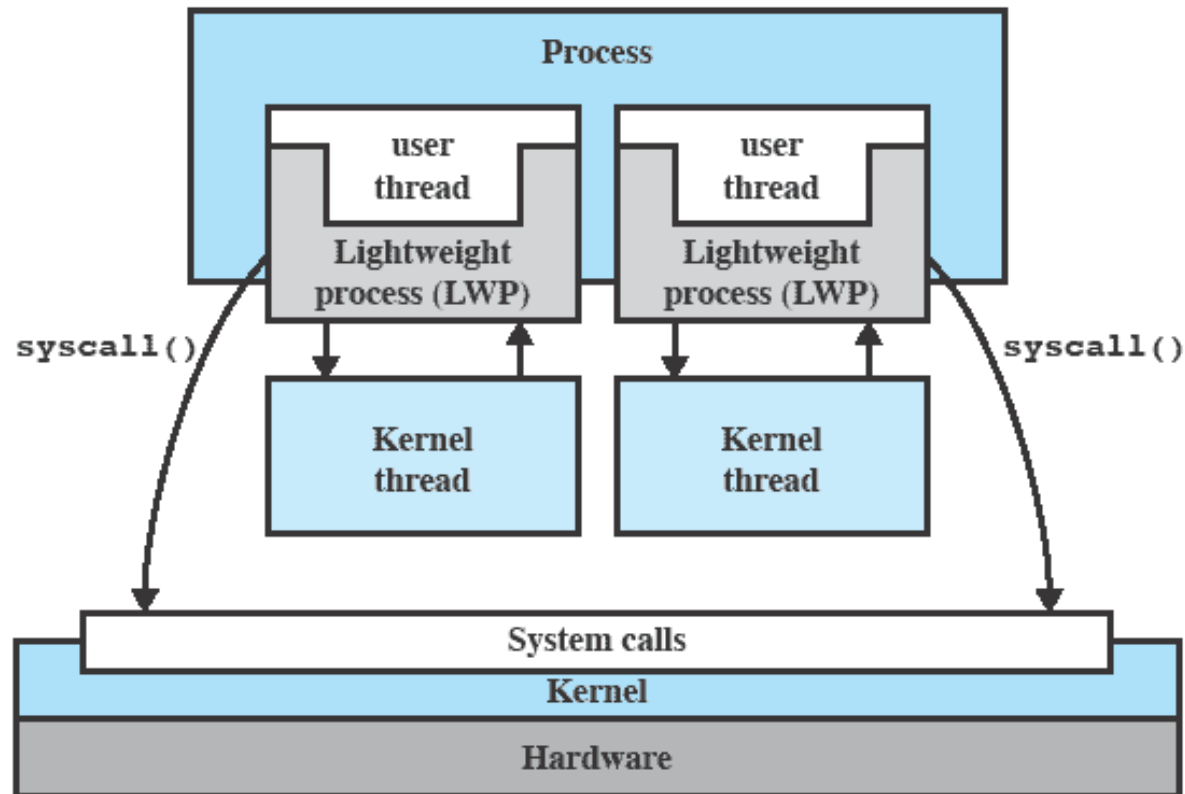 Process
user
thread
user
thread
Lightweight
process (LWP)
Lightweight
process (LWP)
syscall()
syscall()
Kernel
thread
Kernel
thread
System calls
Kernel
Hardware